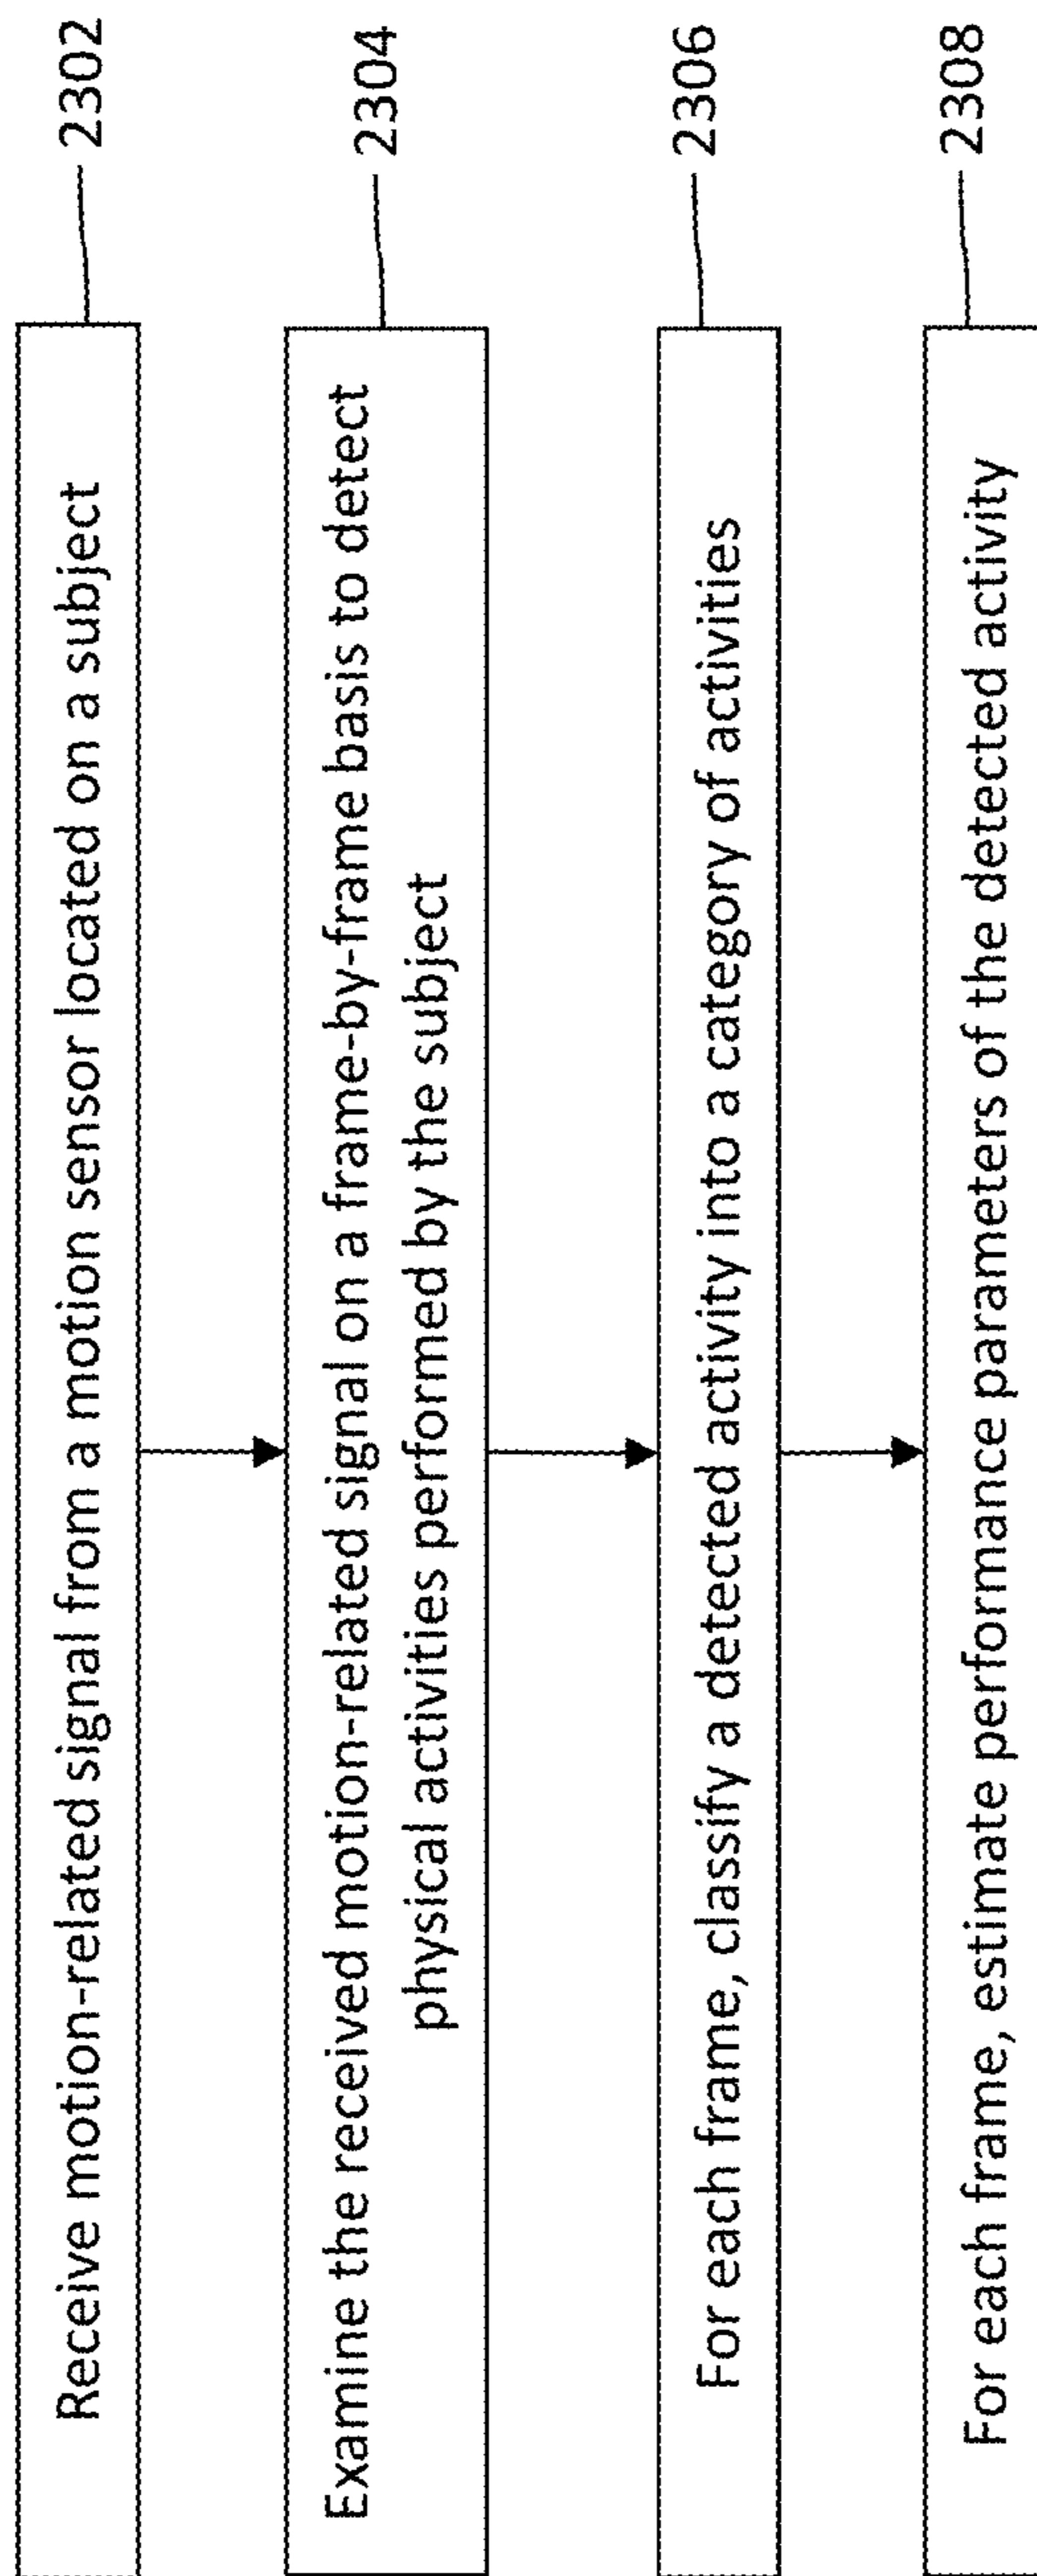 Receive motion-related signal from a motion sensor located on a subject
2302
Examine the received motion-related signal on a frame-by-frame basis to detect
physical activities performed by the subject
2304
For each frame, classify a detected activity into a category of activities
2306
For each frame, estimate performance parameters of the detected activity
2308